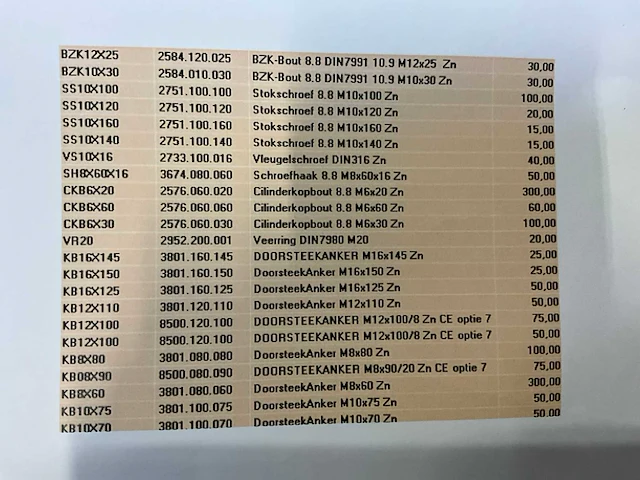 BZK12X25 2584.120.025 BZK-Bout 8.8 DIN7991 10.9 M12x25 Zn 30,00
BZK10X30 2584.010.030 BZK-Bout 8.8 DIN7991 10.9 M10x30 Zn 30,00
SS10X100 2751.100.100 Stokschroef 8.8 M10x100 Zn 100,00
SS10X120 2751.100.120 Stokschroef 8.8 M10x120 Zn 20,00
SS10X160 2751.100.160 Stokschroef 8.8 M10x160 Zn 15,00
SS10X140 2751.100.140 Stokschroef 8.8 M10x140 Zn 15,00
VS10X16 2733.100.016 Vleugelschroef DIN316 Zn 40,00
SH8X60X16 3674.080.060 Schroefhaak 8.8 M8x60x16 Zn 50,00
CKB6X20 2576.060.020 Cilinderkopbout 8.8 M6x20 Zn 300,00
CKB6X60 2576.060.060 Cilinderkopbout 8.8 M6x60 Zn 60,00
CKB6X30 2576.060.030 Cilinderkopbout 8.8 M6x30 Zn 100,00
VR20 2952.200.001 Veerring DIN7980 M20 20,00
KB16X145 3801.160.145 DOORSTEEKANKER M16x145 Zn 25,00
KB16X150 3801.160.150 DoorsteekAnker M16x150 Zn 25,00
KB16X125 3801.160.125 DoorsteekAnker M16x125 Zn 50,00
KB12X110 3801.120.110 DoorsteekAnker M12x110 Zn 50,00
KB12X100 8500.120.100 DOORSTEEKANKER M12x100/8 Zn CE optie 7 75,00
KB12X100 8500.120.100 DOORSTEEKANKER M12x100/8 Zn CE optie 7 50,00
KB8X80 3801.080.080 DoorsteekAnker M8x80 Zn 100,00
KB08X90 8500.080.090 DOORSTEEKANKER M8x90/20 Zn CE optie 7 75,00
KB8X60 3801.080.060 DoorsteekAnker M8x60 Zn 300,00
KB10X75 3801.100.075 DoorsteekAnker M10x75 Zn 50,00
KB10X70 3801.100.070 DoorsteekAnker M10x70 Zn 50,00